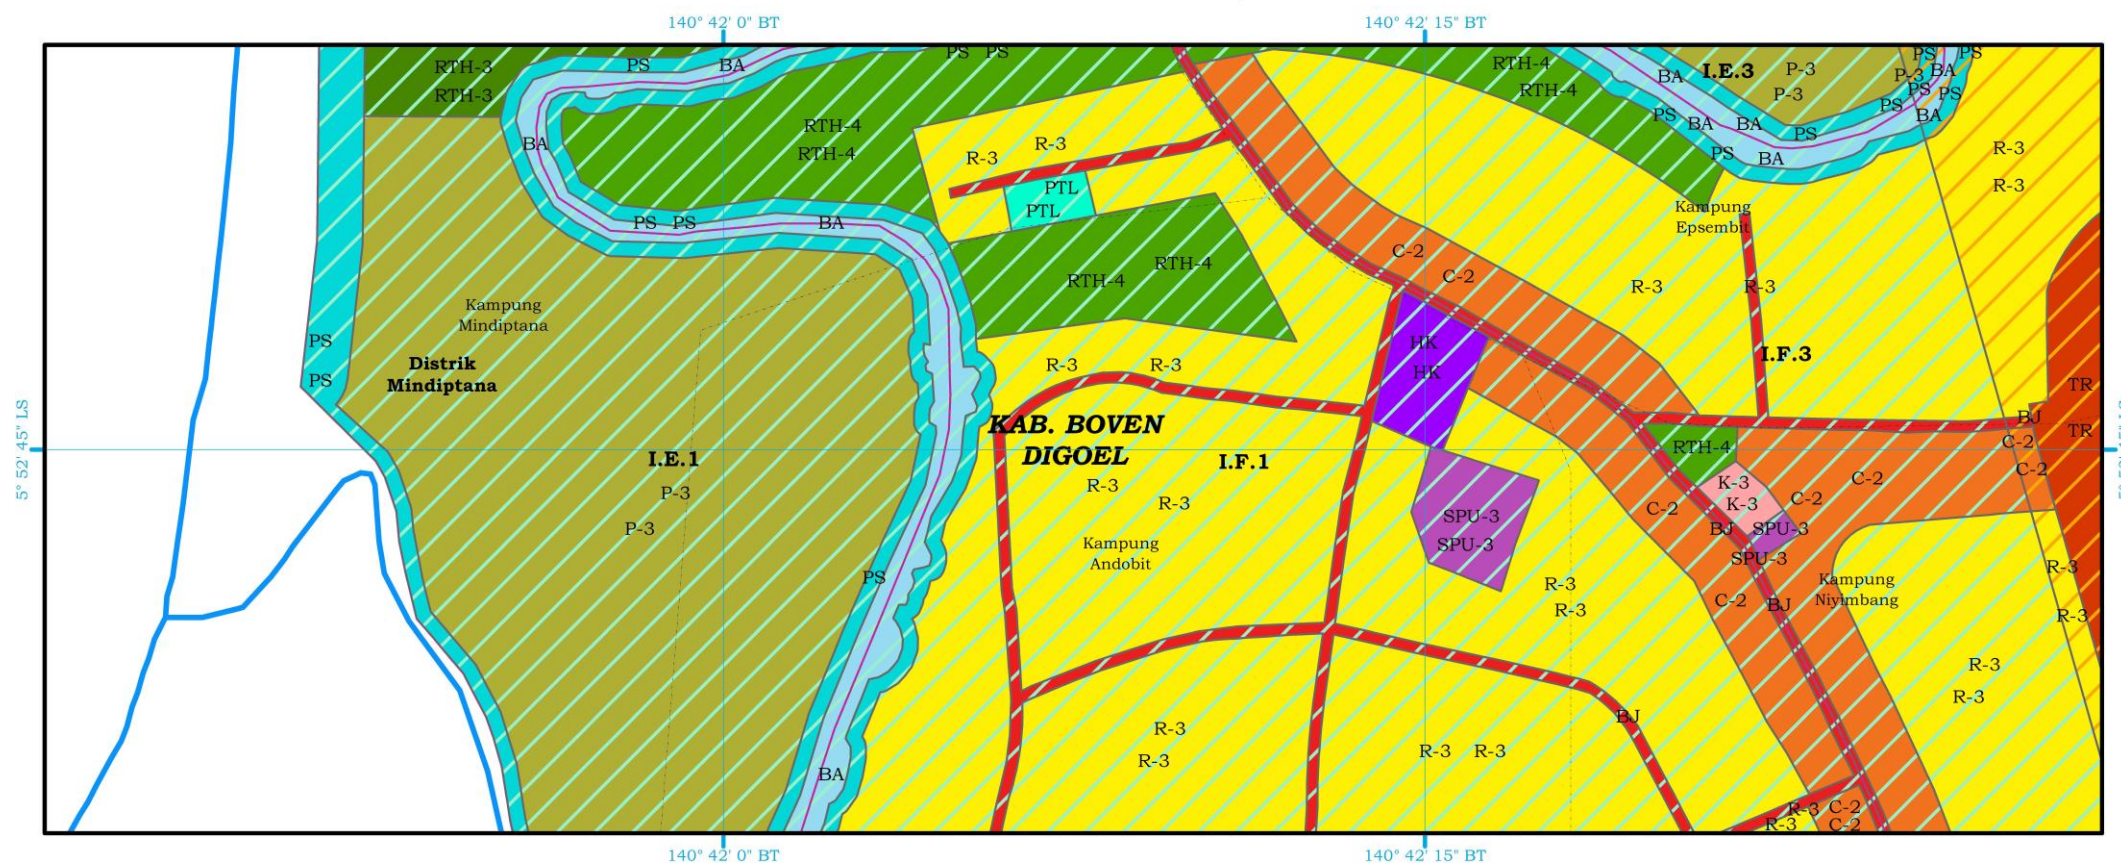 140° 42' 0" BT
140° 42' 15" BT
RTH-3
RTH-3
PS
BA
PS
PS
RTH-4
RTH-4
BA
I.E.3
P-3
P-3
P-3
PS
PS
BA
PS
PS
PS
BA
RTH-4
RTH-4
BA
R-3
R-3
PTL
PTL
PS
BA
BA
PS
PS
BA
R-3
R-3
PS
PS
BA
Kampung
Epsembit
C-2
C-2
RTH-4
RTH-4
R-3
R-3
Kampung
Mindiptana
Distrik
Mindiptana
PS
PS
HK
HK
I.F.3
TR
TR
R-3
R-3
KAB. BOVEN
DIGOEL
I.F.1
I.E.1
P-3
P-3
5° 52' 45" LS
BJ
C-2
C-2
RTH-4
K-3
K-3
C-2
C-2
C-2
BJ
SPU-3
SPU-3
R-3
R-3
SPU-3
SPU-3
Kampung
Andobit
PS
R-3
R-3
C-2
BJ
Kampung
Niyimbang
R-3
R-3
R-3
R-3
BJ
R-3
R-3
R-3
R-3
BA
R-3
C-2
R-3
C-2
140° 42' 0" BT
140° 42' 15" BT